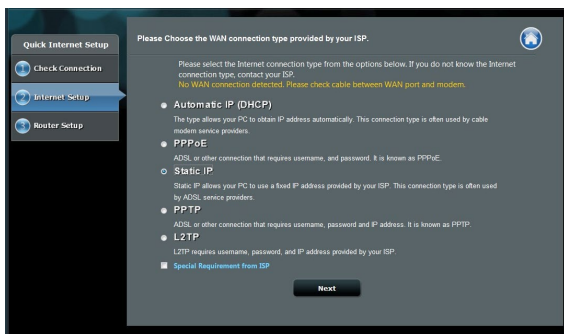 Quick Internet Setup
1 Check Connection
2 Internet Setup
3 Router Setup
Please Choose the WAN connection type provided by your ISP.
Please select the Internet connection type from the options below. If you do not know the Internet
connection type, contact your ISP.
No WAN connection detected. Please check cable between WAN port and modem.
Automatic IP (DHCP)
The type allows your PC to obtain IP address automatically. This connection type is often used by cable
modem service providers.
PPPoE
ADSL or other connection that requires username, and password. It is known as PPPoE.
Static IP
Static IP allows your PC to use a fixed IP address provided by your ISP. This connection type is often used
by ADSL service providers.
PPTP
ADSL or other connection that requires username, password and IP address. It is known as PPTP.
L2TP
L2TP requires username, password, and IP address provided by your ISP.
Special Requirement from ISP
Next